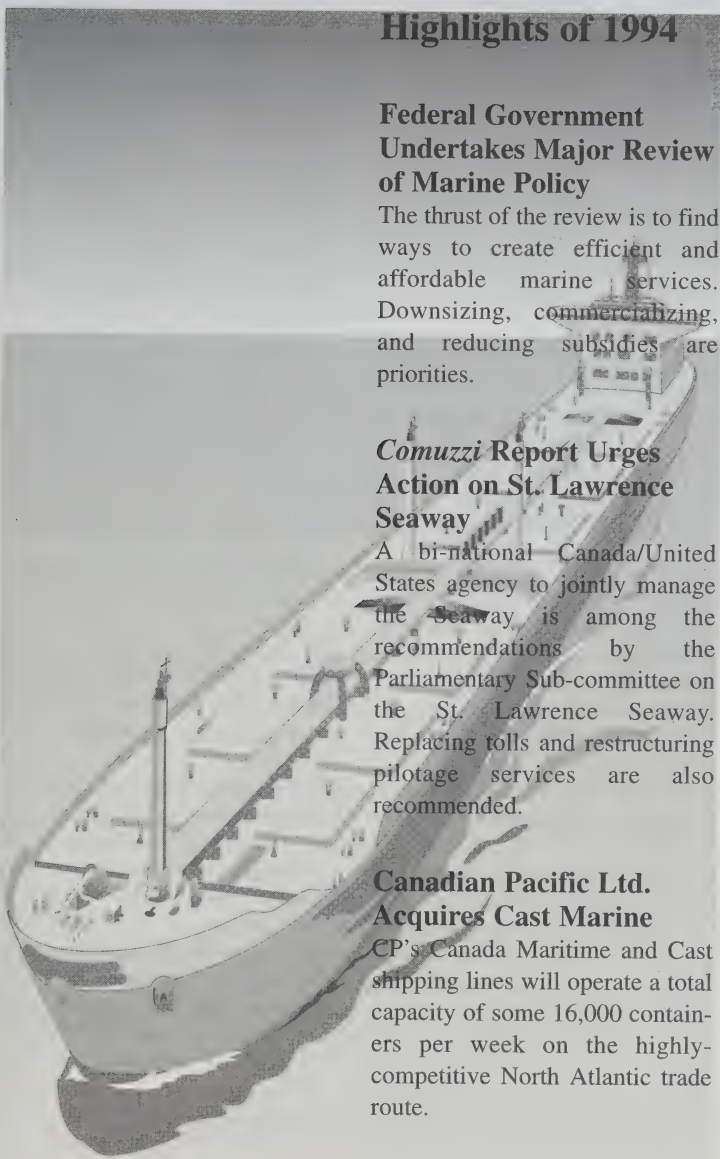 Highlights of 1994
Federal Government
Undertakes Major Review
of Marine Policy
The thrust of the review is to find
ways to create efficient and
affordable marine services.
Downsizing, commercializing,
and reducing subsidies are
priorities.
Comuzzi Report Urges
Action on St. Lawrence
Seaway
A bi-national Canada/United
States agency to jointly manage
the Seaway is among the
recommendations by the
Parliamentary Sub-committee on
the St. Lawrence Seaway.
Replacing tolls and restructuring
pilotage services are also
recommended.
Canadian Pacific Ltd.
Acquires Cast Marine
CP's Canada Maritime and Cast
shipping lines will operate a total
capacity of some 16,000 contain-
ers per week on the highly-
competitive North Atlantic trade
route.